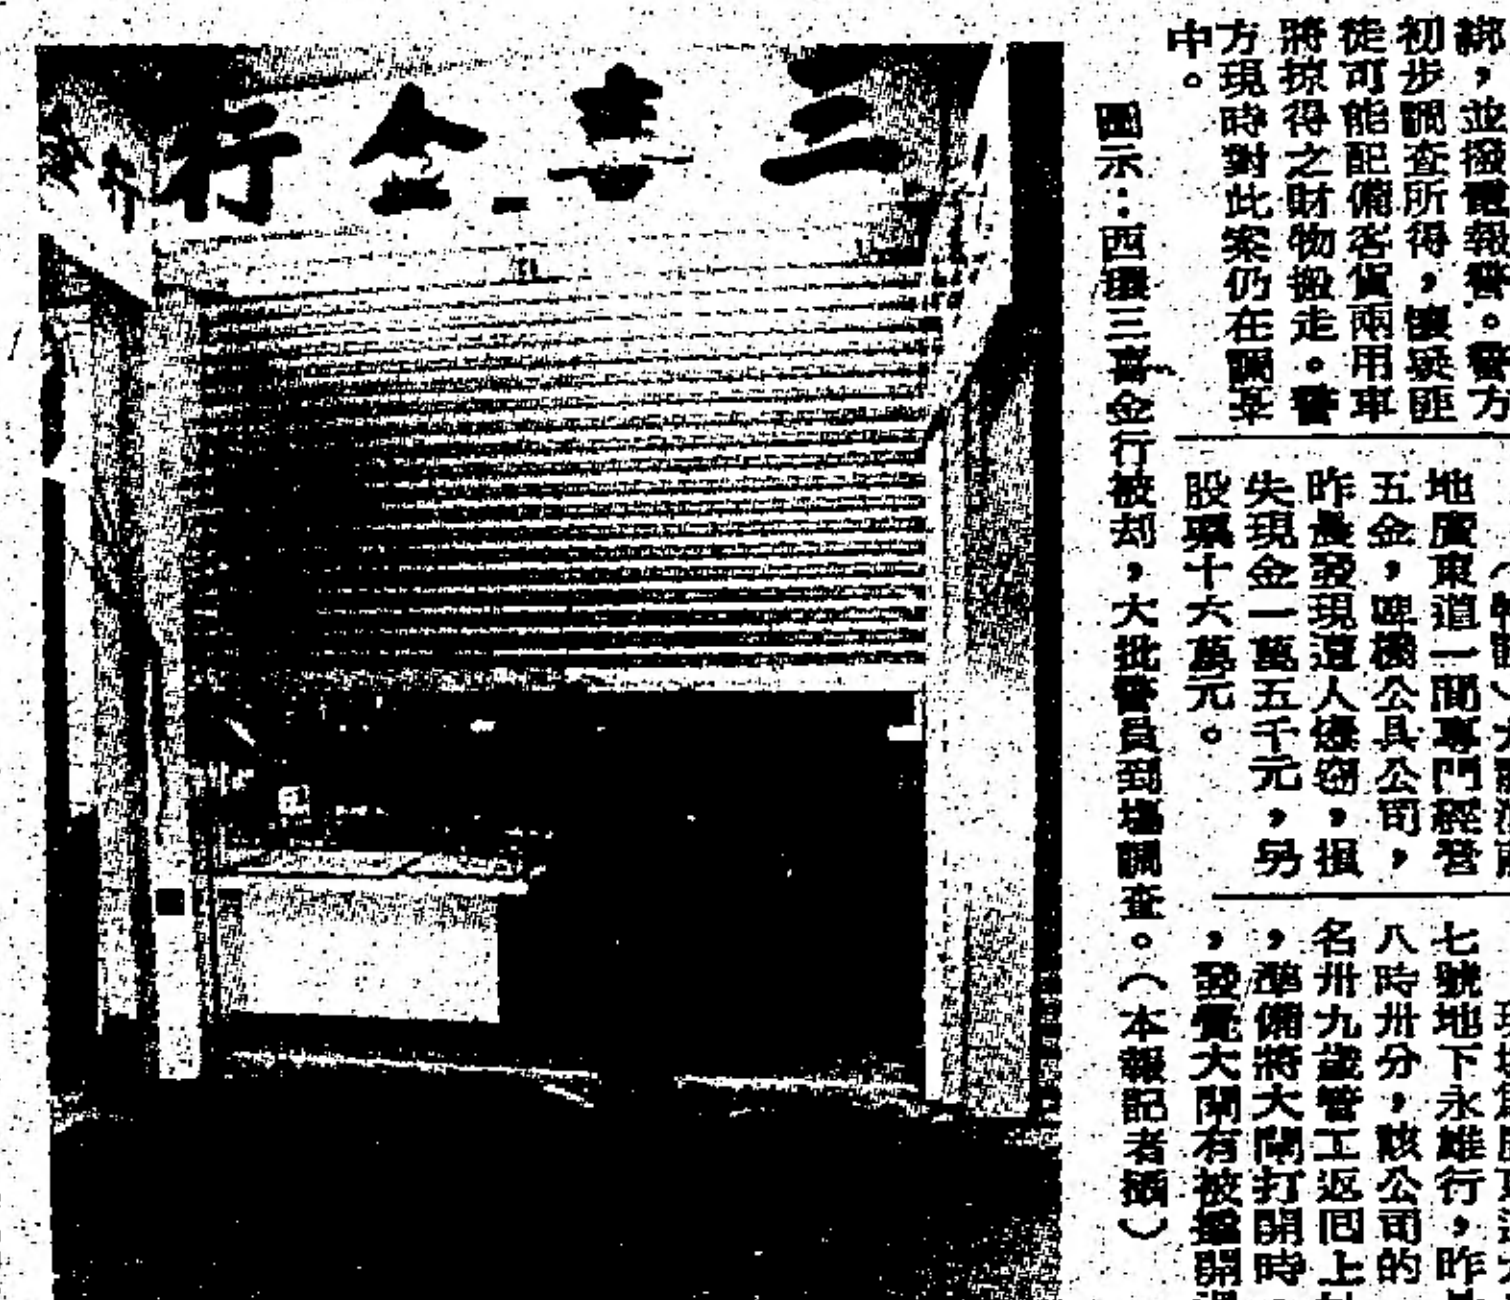 三喜金行
綁，並撥電報警。警方
初步調查所得，懷疑匪
徒可能配備客貨兩用車
將掠得之財物搬走。警
方現時對此案仍在調查
中。
圖示：西環三喜金行被刧，大批警員到場調查。（本報記者攝）
地廣東道一間專門經營
五金，啤機公具公司，
昨晨發現遭人爆竊，損
失現金一萬五千元，另
股票十六萬元。
七號地下永雄行，昨
八時卅分，該公司的
名卅九歲管工返回上
，準備將大閘打開時
，發覺大閘有被撬開